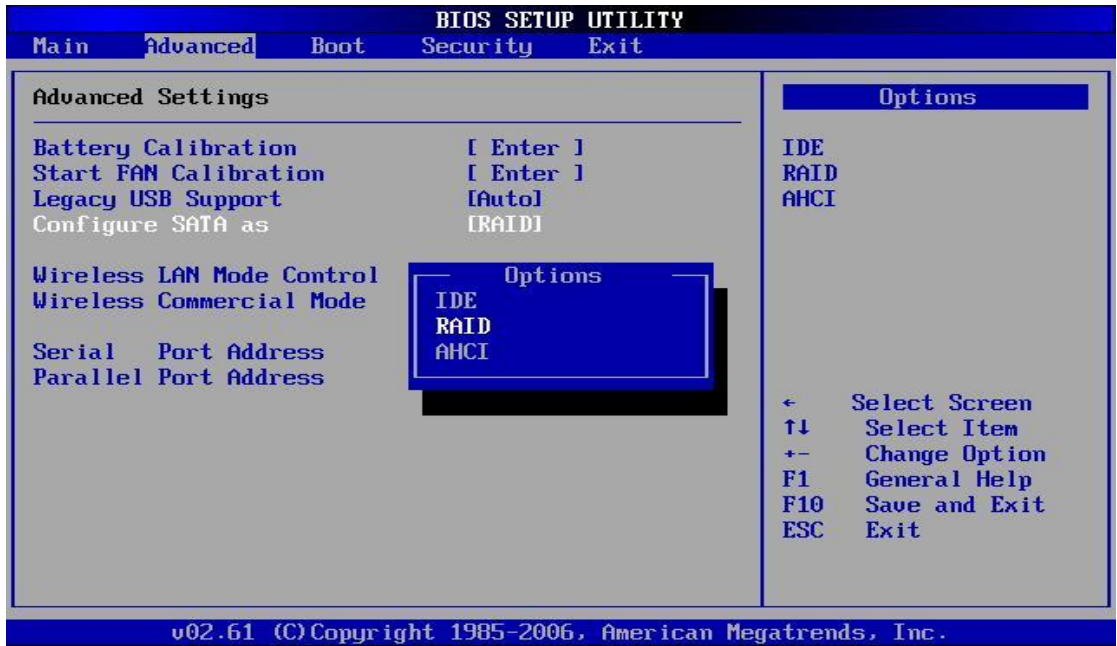 BIOS SETUP UTILITY
Main Advanced Boot Security Exit
Advanced Settings
Battery Calibration [ Enter ]
Start FAN Calibration [ Enter ]
Legacy USB Support [Auto]
Configure SATA as [RAID]
Wireless LAN Mode Control
Wireless Commercial Mode
Serial Port Address
Parallel Port Address
Options
IDE
RAID
AHCI
Options
IDE
RAID
AHCI
← Select Screen
↑↓ Select Item
+- Change Option
F1 General Help
F10 Save and Exit
ESC Exit
v02.61 (C)Copyright 1985-2006, American Megatrends, Inc.